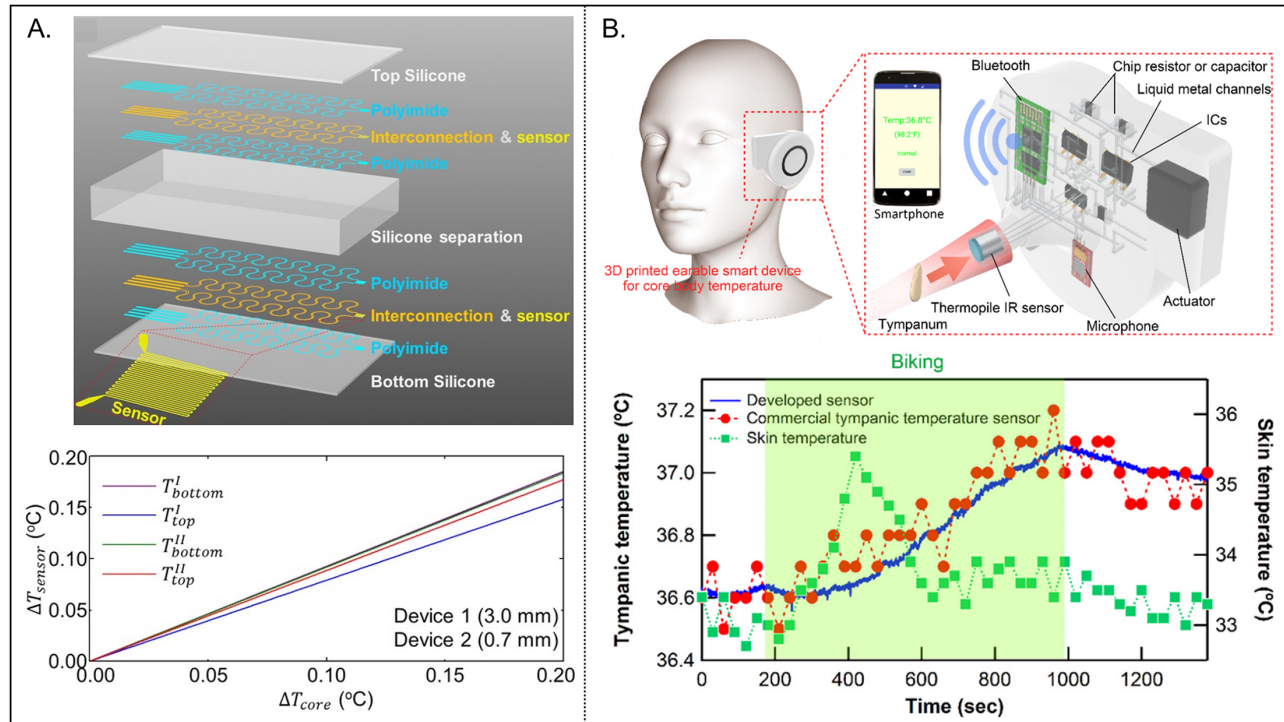 A.
Top Silicone
Polyimide
Interconnection & sensor
Polyimide
Silicone separation
Polyimide
Interconnection & sensor
Polyimide
Bottom Silicone
Sensor
ΔT_sensor (°C)
0.20
0.15
0.10
0.05
0.00
T^I_bottom
T^I_top
T^II_bottom
T^II_top
Device 1 (3.0 mm)
Device 2 (0.7 mm)
0.00 0.05 0.10 0.15 0.20
ΔT_core (°C)
B.
Bluetooth
Chip resistor or capacitor
Liquid metal channels
ICs
Temp:36.8°C
(98.2°F)
normal
Smartphone
3D printed earable smart device
for core body temperature
Thermopile IR sensor
Tympanum
Microphone
Actuator
Biking
Tympanic temperature (°C)
37.2
37.0
36.8
36.6
36.4
Developed sensor
Commercial tympanic temperature sensor
Skin temperature
36
35
34
33
Skin temperature (°C)
0 200 400 600 800 1000 1200
Time (sec)